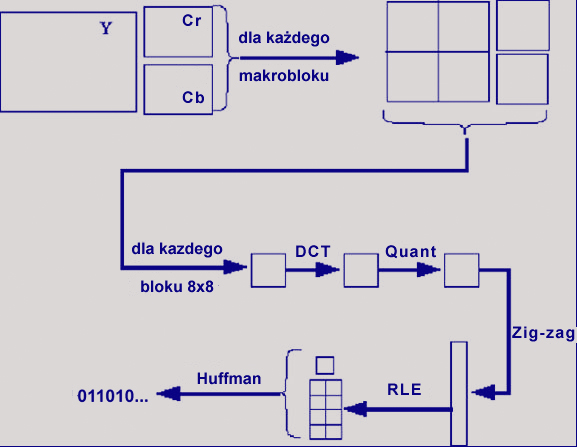 Y
Cr
Cb
dla każdego
makrobloku
dla kazdego
bloku 8x8
DCT
Quant
Zig-zag
RLE
Huffman
011010...